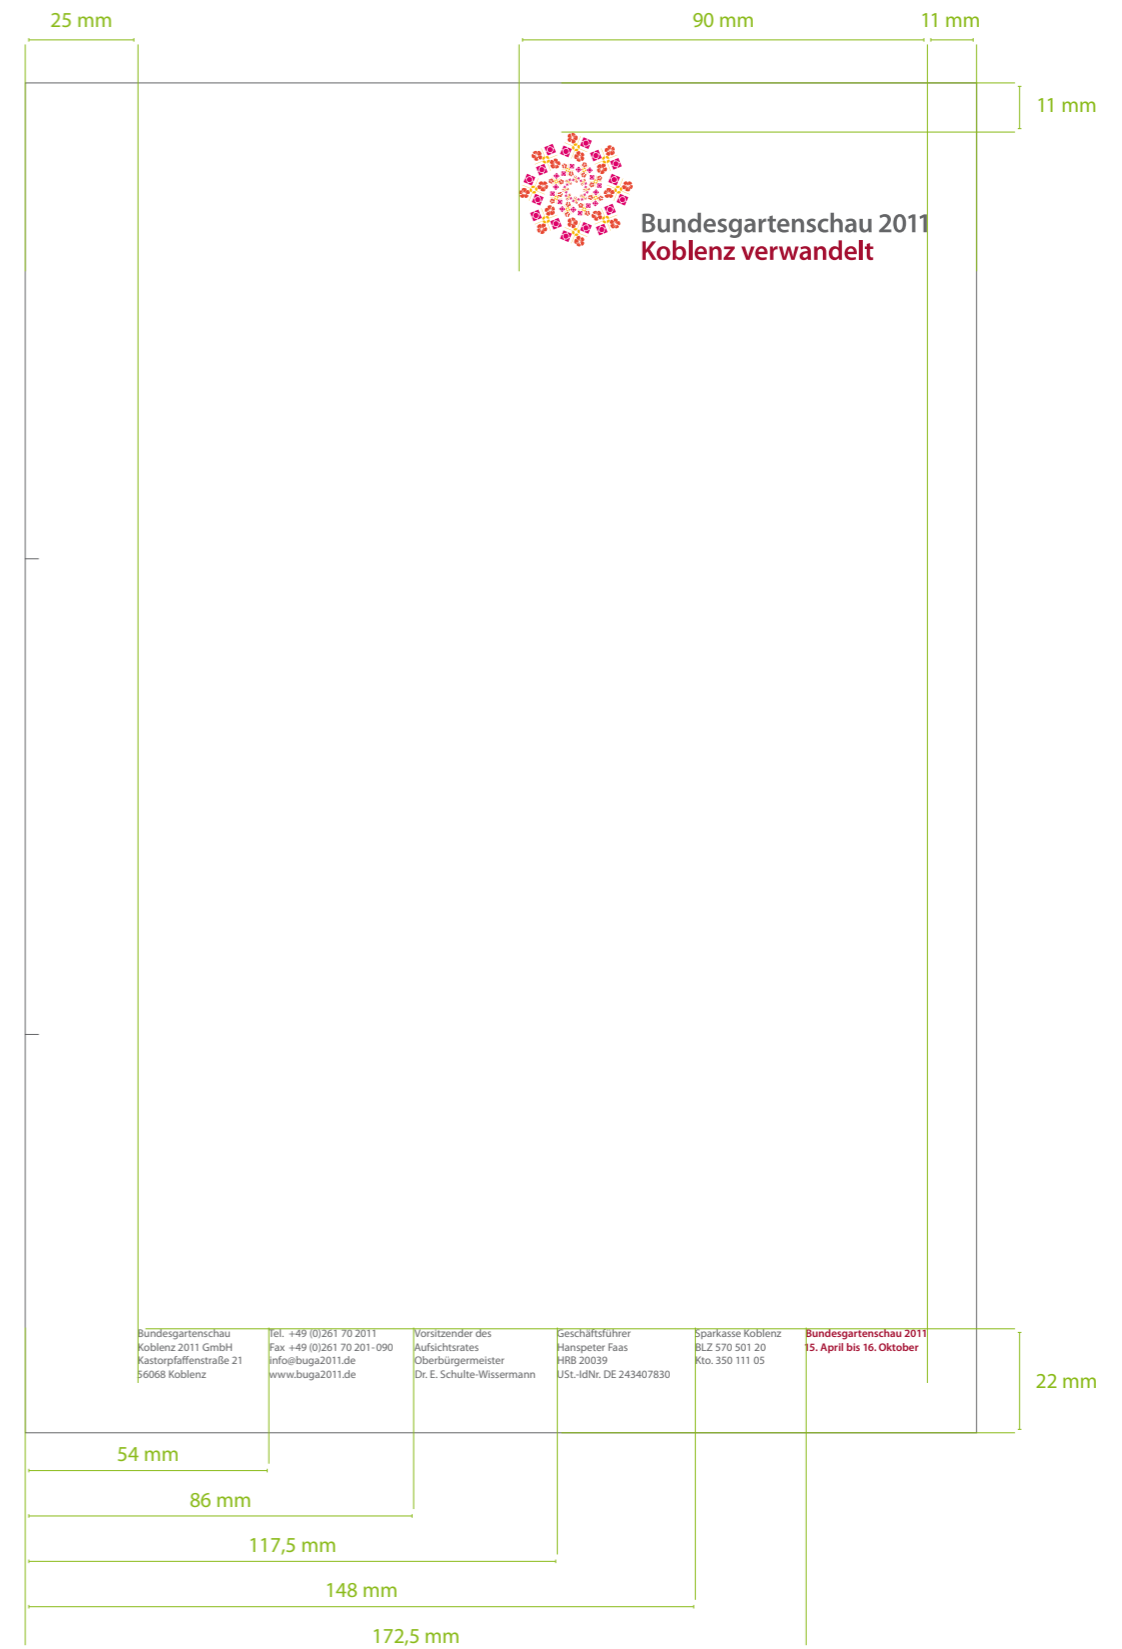 25 mm
90 mm
11 mm
11 mm
Bundesgartenschau 2011
Koblenz verwandelt
Bundesgartenschau
Koblenz 2011 GmbH
Kastorpfaffenstraße 21
56068 Koblenz
Tel. +49 (0)261 70 2011
Fax +49 (0)261 70 201-090
info@buga2011.de
www.buga2011.de
Vorsitzender des
Aufsichtsrates
Oberbürgermeister
Dr. E. Schulte-Wissermann
Geschäftsführer
Hanspeter Faas
HRB 20039
USt.-IdNr. DE 243407830
Sparkasse Koblenz
BLZ 570 501 20
Kto. 350 111 05
Bundesgartenschau 2011
15. April bis 16. Oktober
22 mm
54 mm
86 mm
117,5 mm
148 mm
172,5 mm